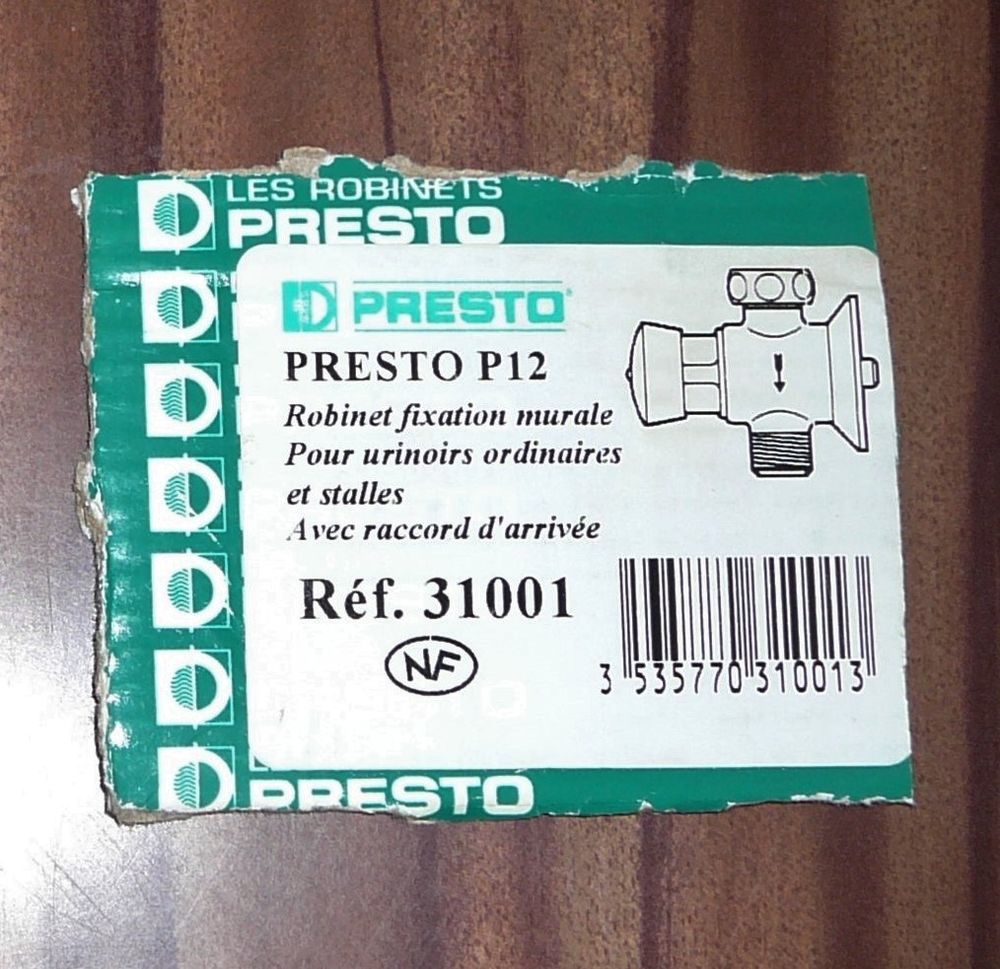 LES ROBINETS
PRESTO
PRESTO
PRESTO P12
Robinet fixation murale
Pour urinoirs ordinaires
et stalles
Avec raccord d'arrivée
Réf. 31001
NF
3 535770 310013
PRESTO